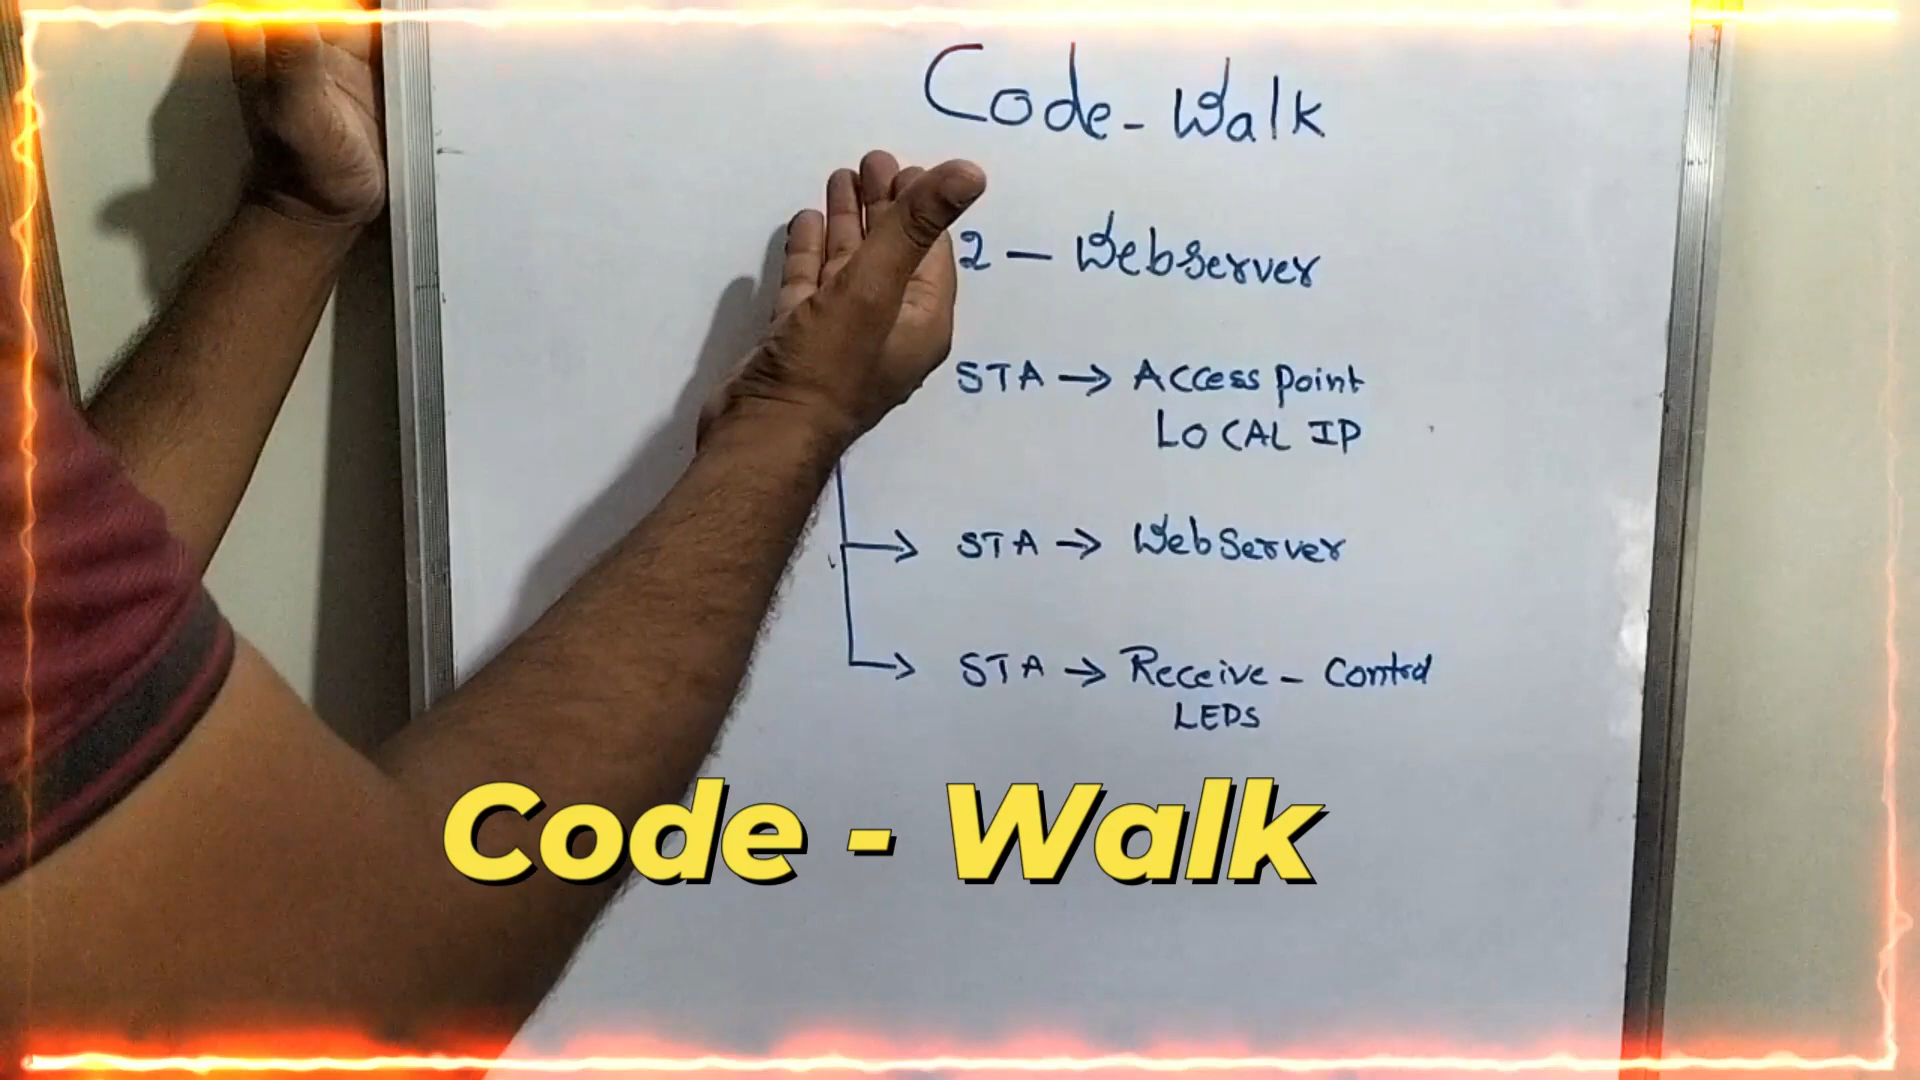 Code - Walk
2 - Webserver
STA → Access Point
LOCAL IP
STA → WebServer
STA → Receive - Control
LEDS
Code - Walk